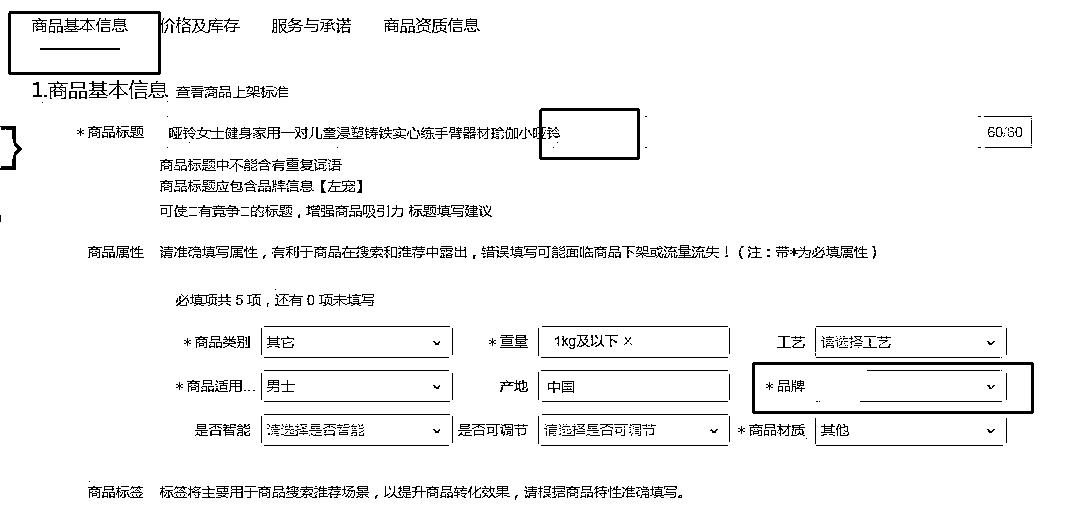 商品基本信息 价格及库存 服务与承诺 商品资质信息
1.商品基本信息 查看商品上架标准
*商品标题 哑玲女士健身家用一对儿童浸塑铸铁实心练手臂器材瑜伽小哑铃 60/60
商品标题中不能含有重复词语
商品标题应包含品牌信息【左宠】
可使 有竞争 的标题，增强商品吸引力 标题填写建议
商品属性 请准确填写属性，有利于商品在搜索和推荐中露出，错误填写可能面临商品下架或流量流失！（注：带*为必填属性）
必填项共 5 项，还有 0 项未填写
*商品类别 其它 *重量 1kg及以下 × 工艺 请选择工艺
*商品适用... 男士 产地 中国 *品牌
是否智能 请选择是否智能 是否可调节 请选择是否可调节 *商品材质 其他
商品标签 标签将主要用于商品搜索推荐场景，以提升商品转化效果，请根据商品特性准确填写。